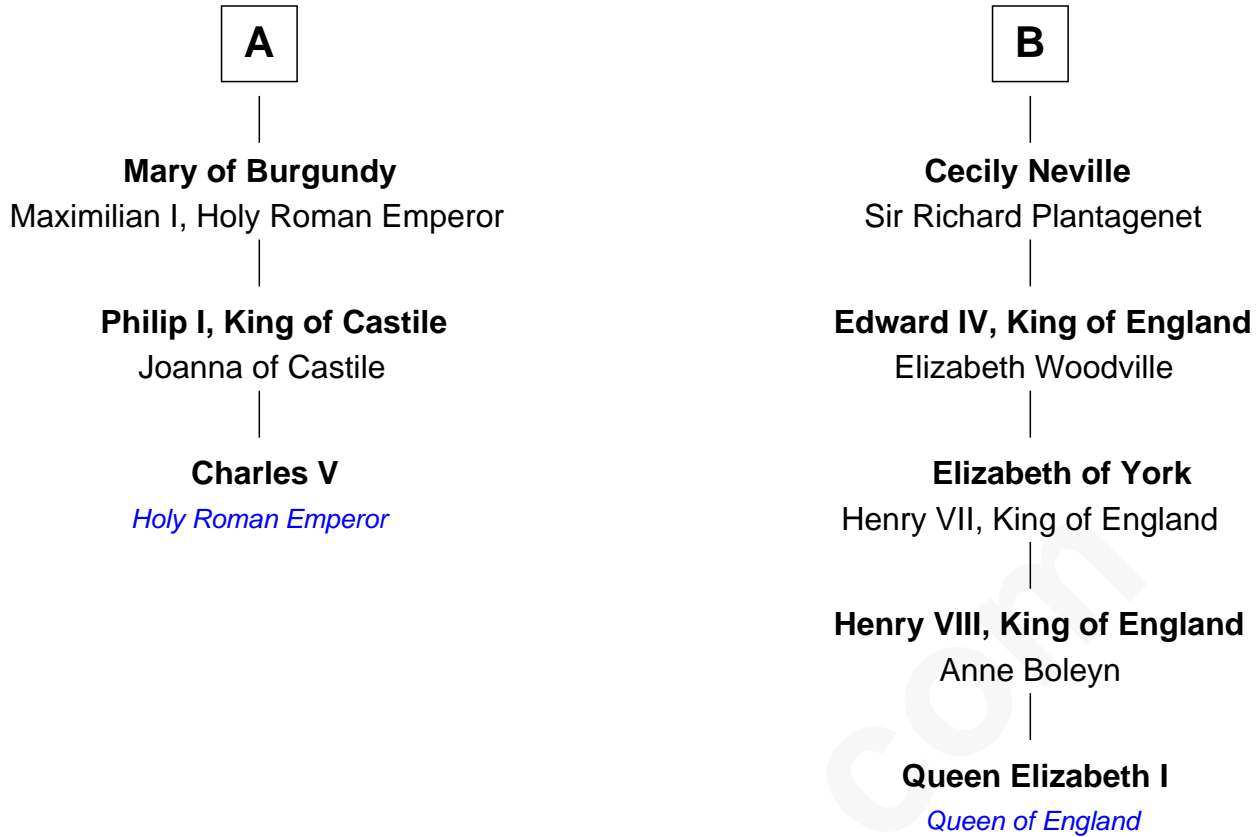 A
Mary of Burgundy
Maximilian I, Holy Roman Emperor
Philip I, King of Castile
Joanna of Castile
Charles V
Holy Roman Emperor
B
Cecily Neville
Sir Richard Plantagenet
Edward IV, King of England
Elizabeth Woodville
Elizabeth of York
Henry VII, King of England
Henry VIII, King of England
Anne Boleyn
Queen Elizabeth I
Queen of England
com